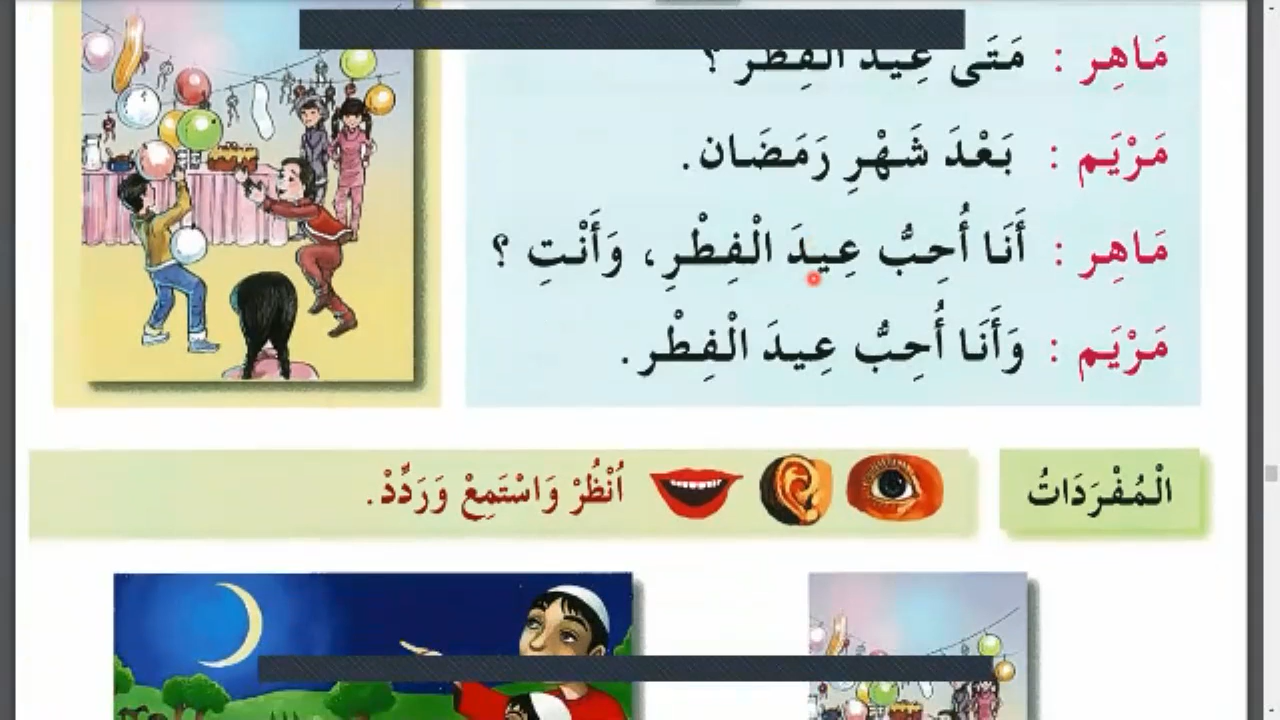 مَاهِر : مَتَى عِيدُ الْفِطْر ؟
مَرْيَم : بَعْدَ شَهْرِ رَمَضَان.
مَاهِر : أَنَا أُحِبُّ عِيدَ الْفِطْرِ، وَأَنْتِ ؟
مَرْيَم : وَأَنَا أُحِبُّ عِيدَ الْفِطْر.
الْمُفْرَدَاتُ
اُنْظُرْ وَاسْتَمِعْ وَرَدِّدْ.